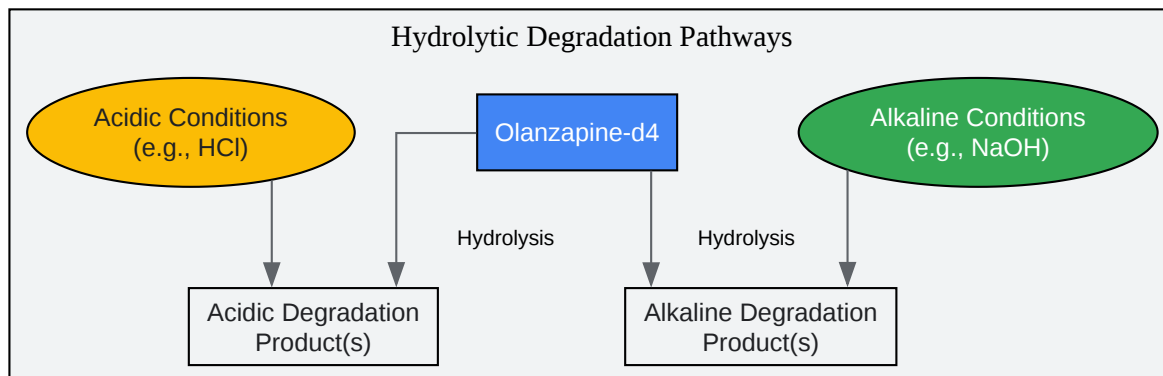 Hydrolytic Degradation Pathways
Acidic Conditions
(e.g., HCl)
Olanzapine-d4
Alkaline Conditions
(e.g., NaOH)
Hydrolysis
Hydrolysis
Acidic Degradation
Product(s)
Alkaline Degradation
Product(s)